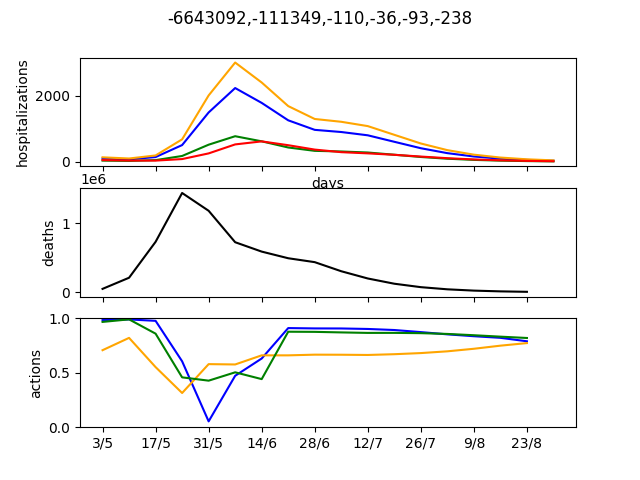 -6643092,-111349,-110,-36,-93,-238
hospitalizations
2000
0
days
1e6
deaths
1
0
actions
1.0
0.5
0.0
3/5 17/5 31/5 14/6 28/6 12/7 26/7 9/8 23/8